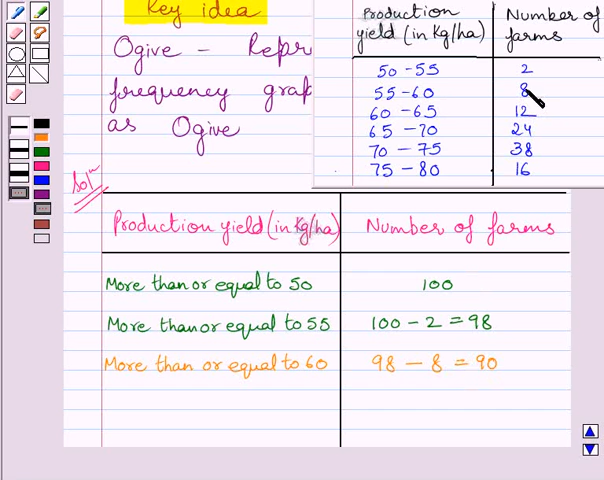 Key idea
Ogive - Repr
frequency grap
as Ogive
Production yield (in Kg/ha) Number of farms
50 - 55 2
55 - 60 8
60 - 65 12
65 - 70 24
70 - 75 38
75 - 80 16
Solⁿ
Production yield (in Kg/ha) Number of farms
More than or equal to 50 100
More than or equal to 55 100 - 2 = 98
More than or equal to 60 98 - 8 = 90